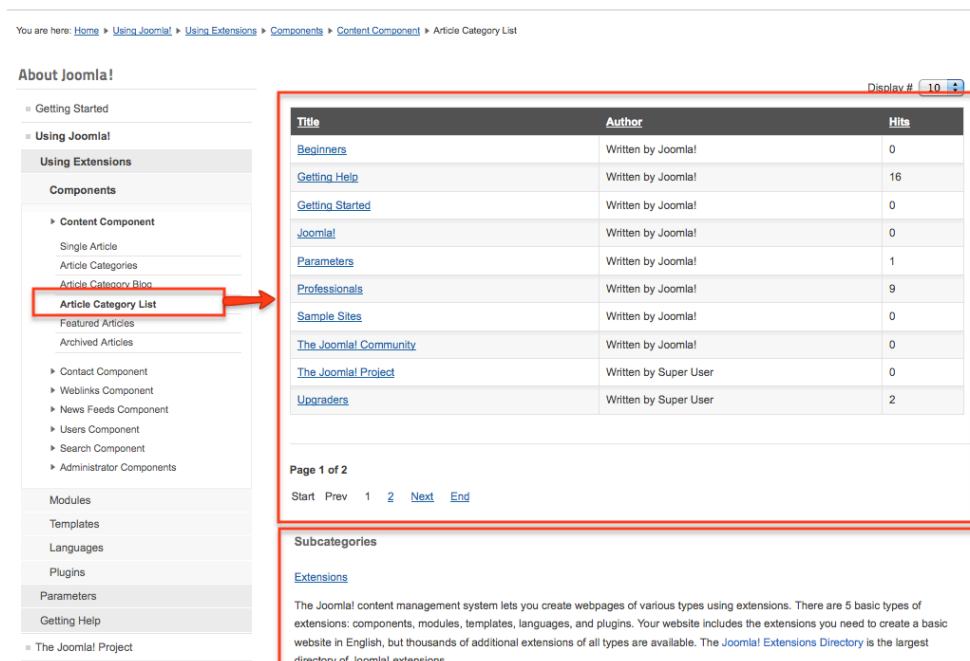 You are here: Home ▸ Using Joomla! ▸ Using Extensions ▸ Components ▸ Content Component ▸ Article Category List
About Joomla!
Getting Started
Using Joomla!
Using Extensions
Components
Content Component
Single Article
Article Categories
Article Category Blog
Article Category List
Featured Articles
Archived Articles
Contact Component
Weblinks Component
News Feeds Component
Users Component
Search Component
Administrator Components
Modules
Templates
Languages
Plugins
Parameters
Getting Help
The Joomla! Project
Display # 10
Title Author Hits
Beginners Written by Joomla! 0
Getting Help Written by Joomla! 16
Getting Started Written by Joomla! 0
Joomla! Written by Joomla! 0
Parameters Written by Joomla! 1
Professionals Written by Joomla! 9
Sample Sites Written by Joomla! 0
The Joomla! Community Written by Joomla! 0
The Joomla! Project Written by Super User 0
Upgraders Written by Super User 2
Page 1 of 2
Start Prev 1 2 Next End
Subcategories
Extensions
The Joomla! content management system lets you create webpages of various types using extensions. There are 5 basic types of
extensions: components, modules, templates, languages, and plugins. Your website includes the extensions you need to create a basic
website in English, but thousands of additional extensions of all types are available. The Joomla! Extensions Directory is the largest
directory of Joomla! extensions.